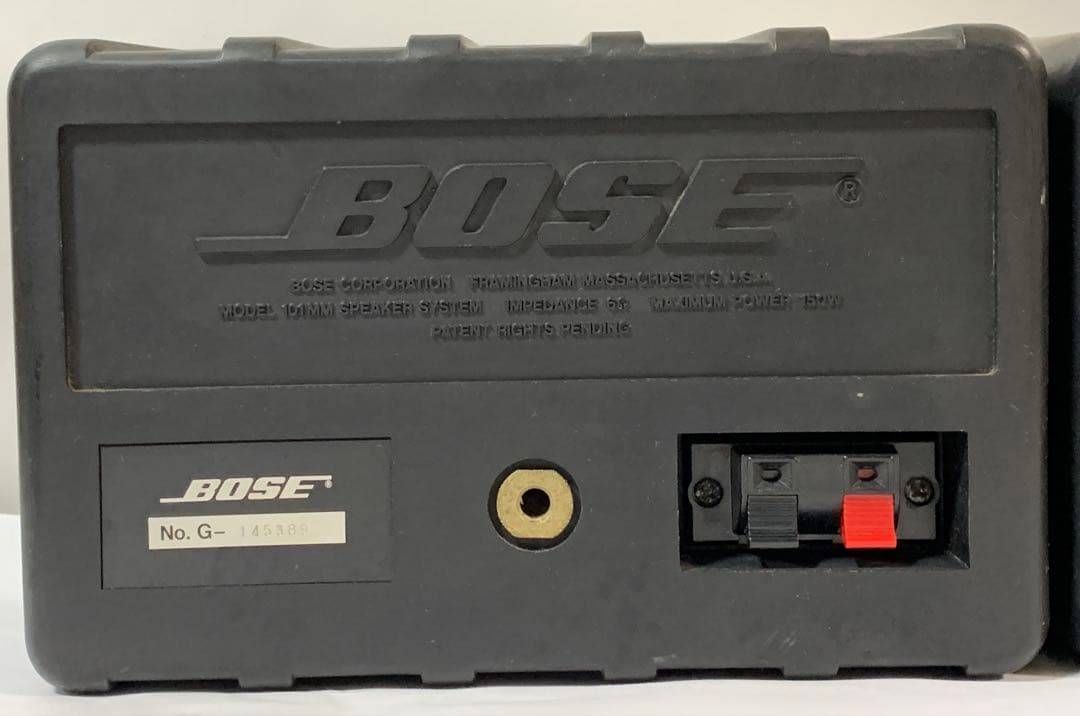 BOSE®
BOSE CORPORATION FRAMINGHAM MASSACHUSETTS U.S.A.
MODEL 101MM SPEAKER SYSTEM IMPEDANCE 6Ω MAXIMUM POWER 150W
PATENT RIGHTS PENDING
BOSE®
No. G- 145389